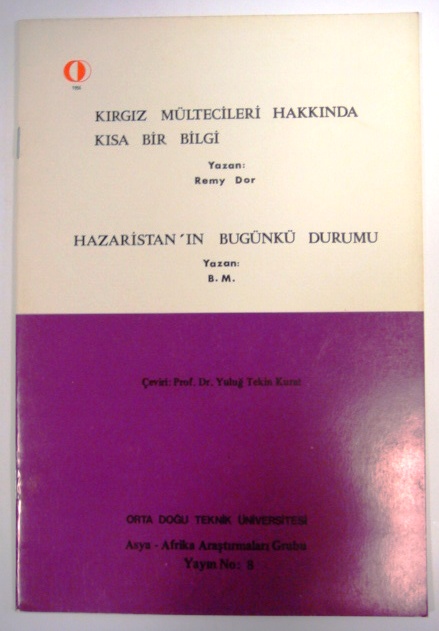 1956
KIRGIZ MÜLTECİLERİ HAKKINDA
KISA BİR BİLGİ
Yazan:
Remy Dor
HAZARİSTAN'IN BUGÜNKÜ DURUMU
Yazan:
B.M.
Çeviri: Prof. Dr. Yuluğ Tekin Kurat
ORTA DOĞU TEKNİK ÜNİVERSİTESİ
Asya - Afrika Araştırmaları Grubu
Yayın No: 8